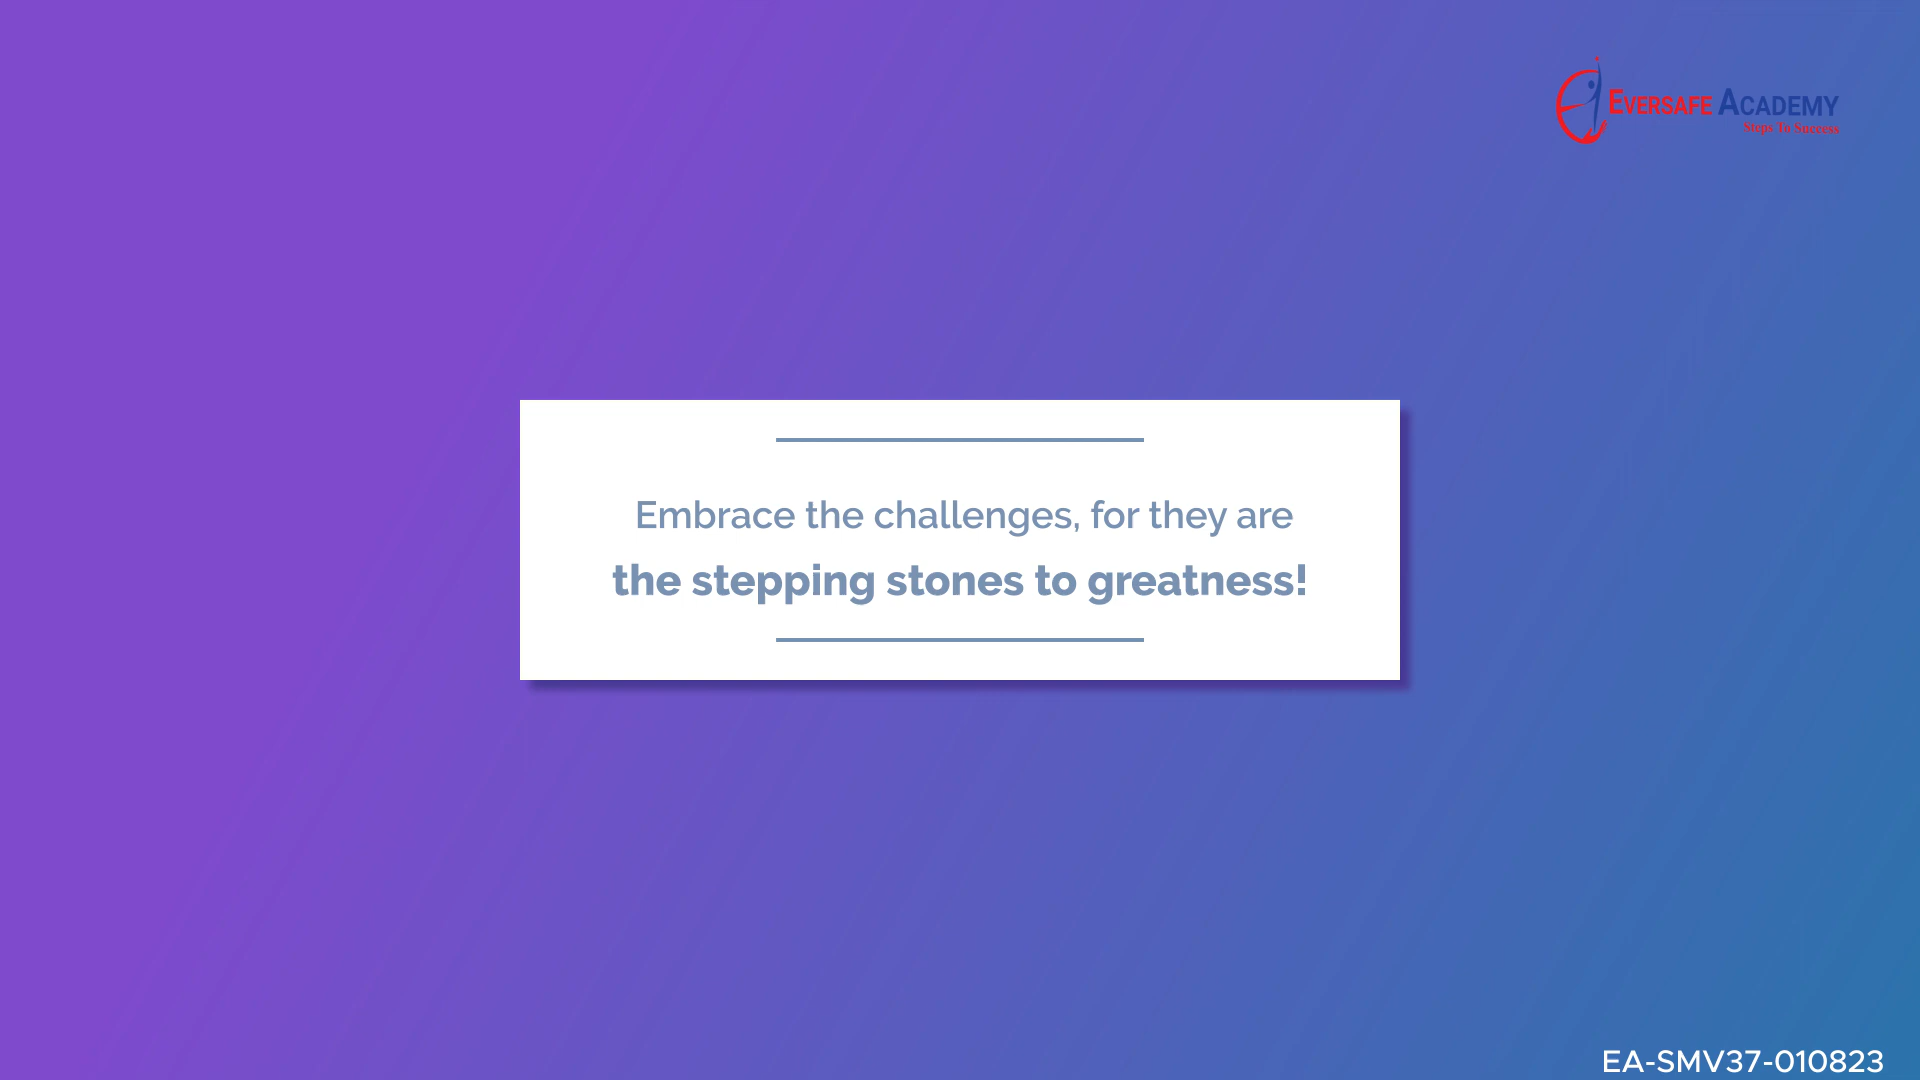 EVERSAFE ACADEMY
Steps To Success
Embrace the challenges, for they are
the stepping stones to greatness!
EA-SMV37-010823